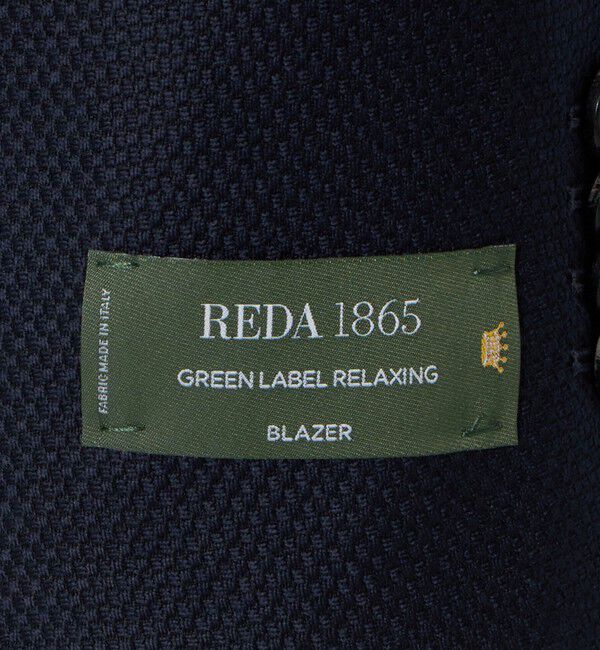 FABRIC MADE IN ITALY
REDA 1865
GREEN LABEL RELAXING
BLAZER